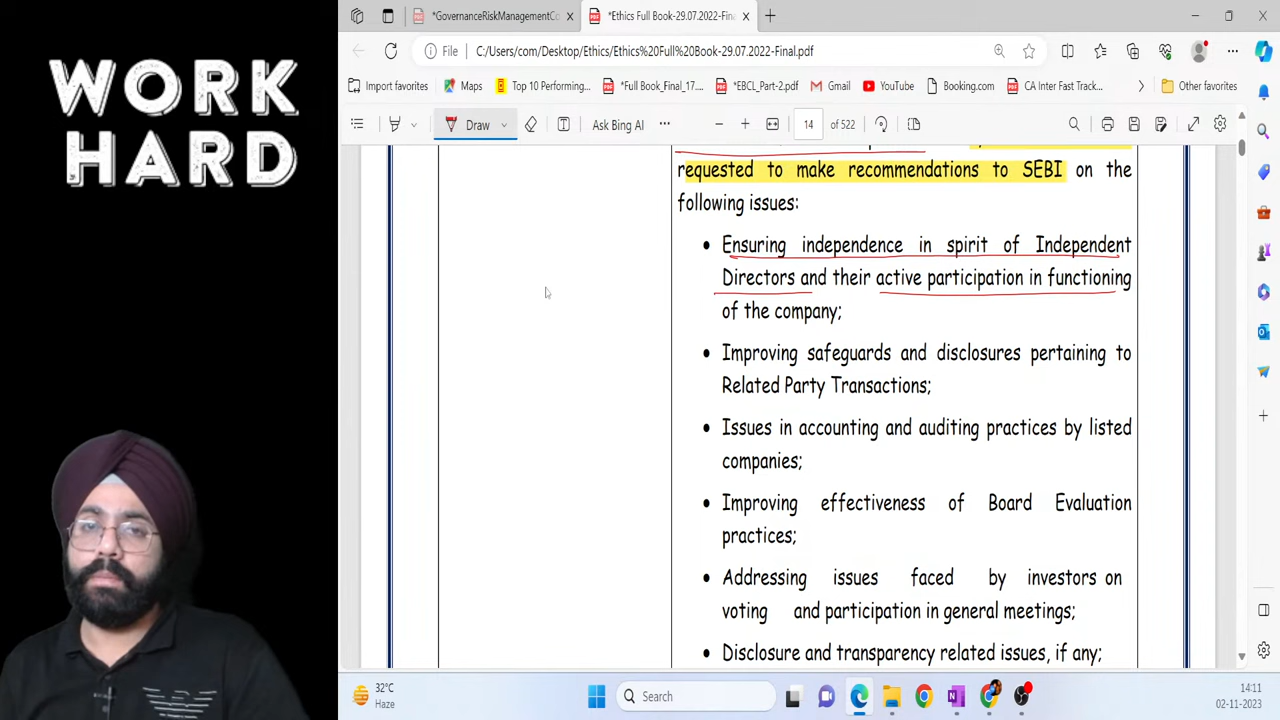 WORK
HARD
*GovernanceRiskManagementCo
*Ethics Full Book-29.07.2022-Fina
File
C:/Users/com/Desktop/Ethics/Ethics%20Full%20Book-29.07.2022-Final.pdf
Import favorites
Maps
Top 10 Performing...
*Full Book_Final_17....
*EBCL_Part-2.pdf
Gmail
YouTube
Booking.com
CA Inter Fast Track...
Other favorites
Draw
Ask Bing AI
14 of 522
requested to make recommendations to SEBI on the
following issues:
• Ensuring independence in spirit of Independent
Directors and their active participation in functioning
of the company;
• Improving safeguards and disclosures pertaining to
Related Party Transactions;
• Issues in accounting and auditing practices by listed
companies;
• Improving effectiveness of Board Evaluation
practices;
• Addressing issues faced by investors on
voting and participation in general meetings;
• Disclosure and transparency related issues, if any;
32°C
Haze
Search
14:11
02-11-2023